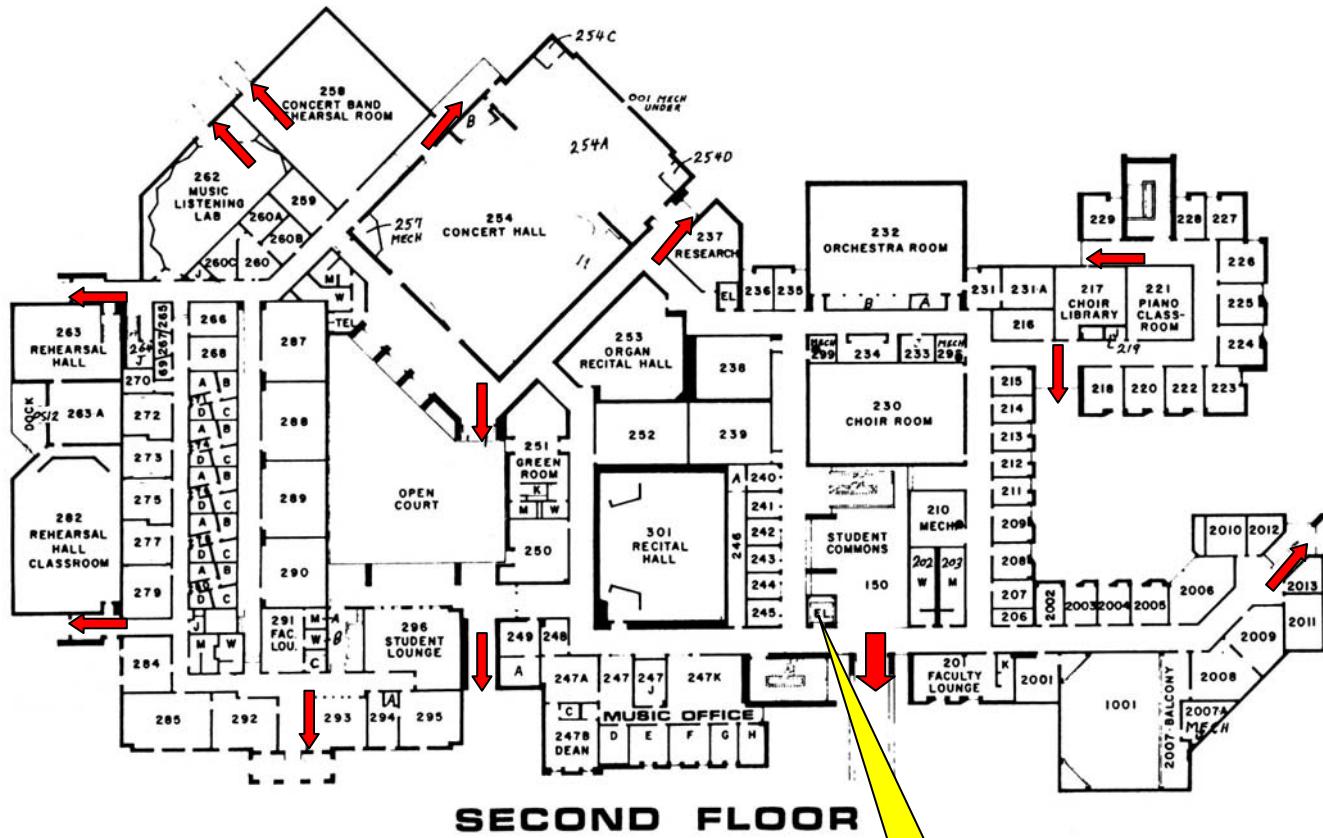 254C
001 MECH
UNDER
258
CONCERT BAND
REHEARSAL ROOM
B
254A
254D
262
MUSIC
LISTENING
LAB
259
260A
260B
260C
260
J
257
MECH
254
CONCERT HALL
237
RESEARCH
EL
236
235
232
ORCHESTRA ROOM
B
A
229
228
227
226
225
224
231
231-A
217
CHOIR
LIBRARY
221
PIANO
CLASS-
ROOM
216
219
218
220
222
223
M
W
TEL
263
REHEARSAL
HALL
264
J
265
267
69
266
268
287
270
DOCK
263-A
272
A B
D C
A B
D C
A B
D C
A B
D C
A B
D C
288
253
ORGAN
RECITAL HALL
238
MECH
299
234
233
MECH
215
214
213
212
211
209
208
207
206
230
CHOIR ROOM
252
239
251
GREEN
ROOM
K
M W
250
OPEN
COURT
289
290
273
275
277
279
282
REHEARSAL
HALL
CLASSROOM
301
RECITAL
HALL
A
246
240
241
242
243
244
245
STUDENT
COMMONS
150
210
MECH
202
W
203
M
EL
2002
2003
2004
2005
2006
2010
2012
2013
2011
2009
2008
2007A
MECH
2007-BALCONY
1001
2001
K
201
FACULTY
LOUNGE
J
M
W
291
FAC.
LOU.
M
W
C
A
B
296
STUDENT
LOUNGE
249
A
248
284
285
292
293
294
A
295
247A
C
247B
DEAN
247
247
J
247K
MUSIC OFFICE
D
E
F
G
H
SECOND FLOOR